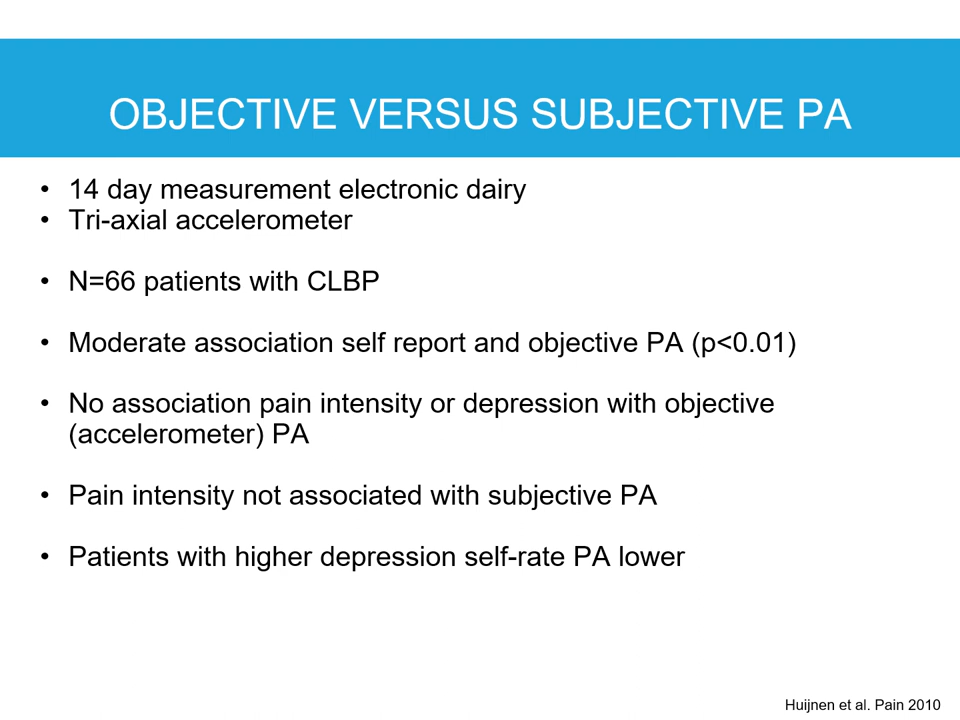 OBJECTIVE VERSUS SUBJECTIVE PA
• 14 day measurement electronic dairy
• Tri-axial accelerometer
• N=66 patients with CLBP
• Moderate association self report and objective PA (p<0.01)
• No association pain intensity or depression with objective
(accelerometer) PA
• Pain intensity not associated with subjective PA
• Patients with higher depression self-rate PA lower
Huijnen et al. Pain 2010